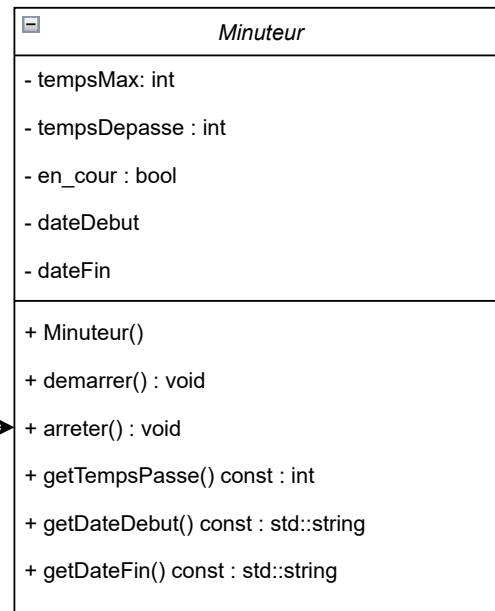 Minuteur
- tempsMax: int
- tempsDepasse : int
- en_cour : bool
- dateDebut
- dateFin
+ Minuteur()
+ demarrer() : void
+ arreter() : void
+ getTempsPasse() const : int
+ getDateDebut() const : std::string
+ getDateFin() const : std::string